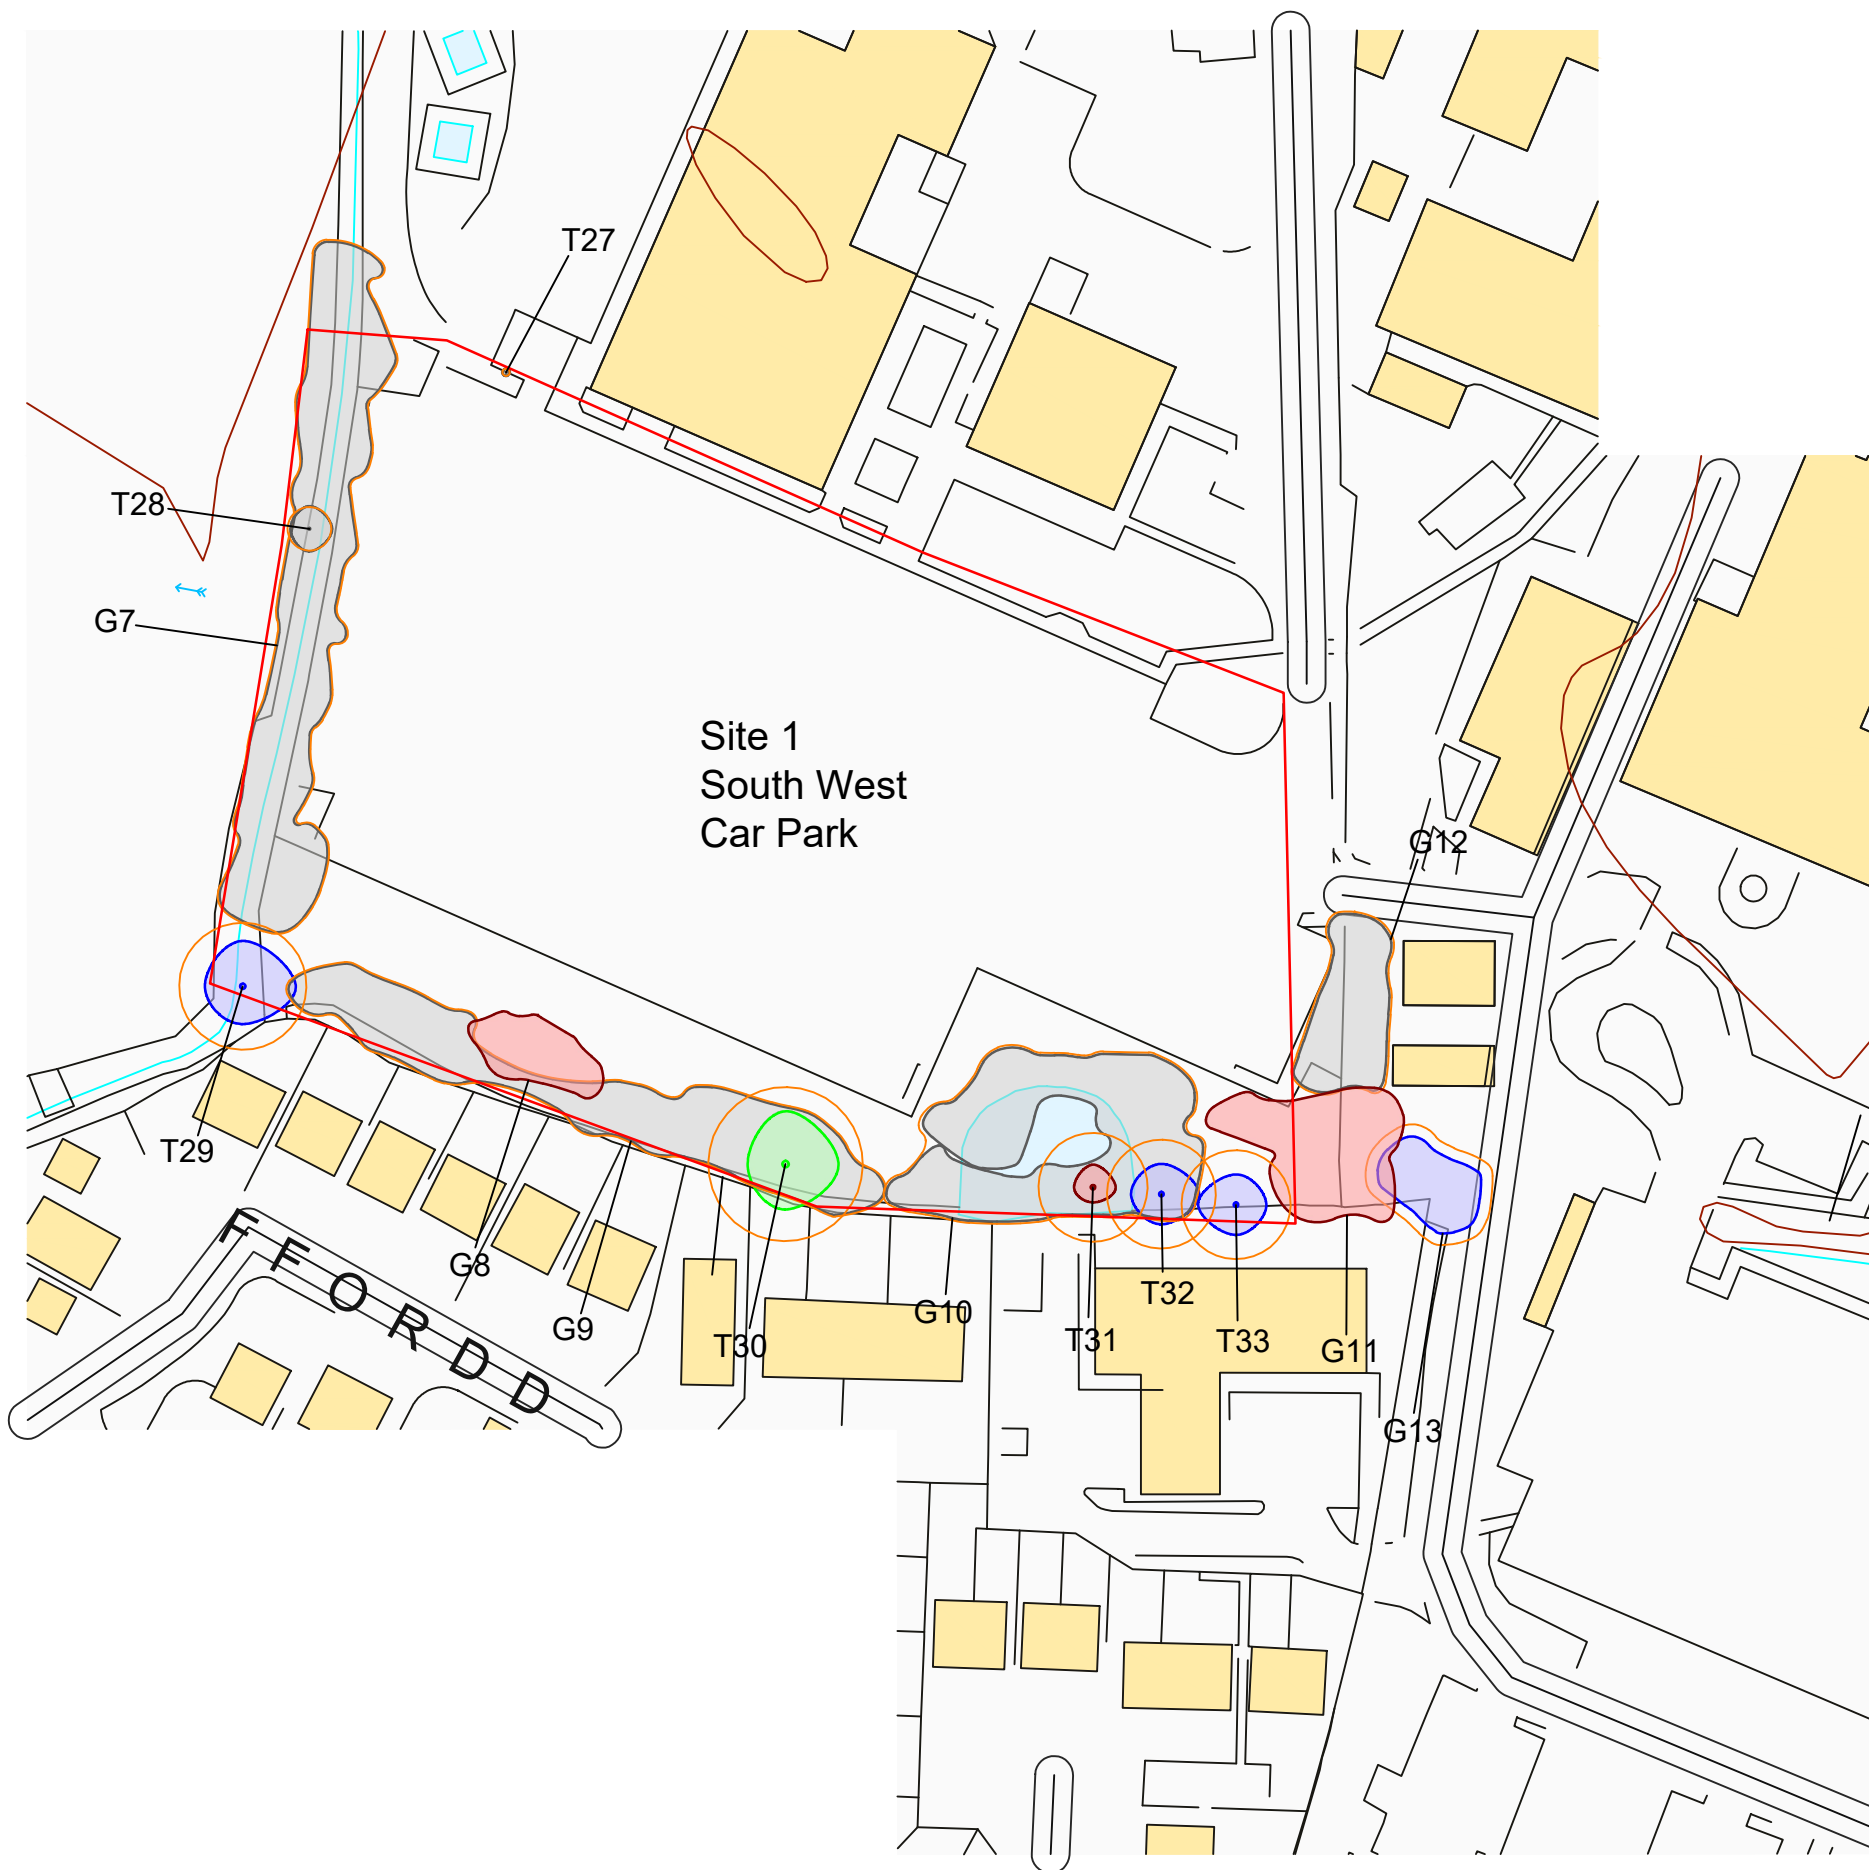 T27
T28
G7
Site 1
South West
Car Park
G12
T29
G8
G9
T30
G10
T31
T32
T33
G11
G13
FFORDD